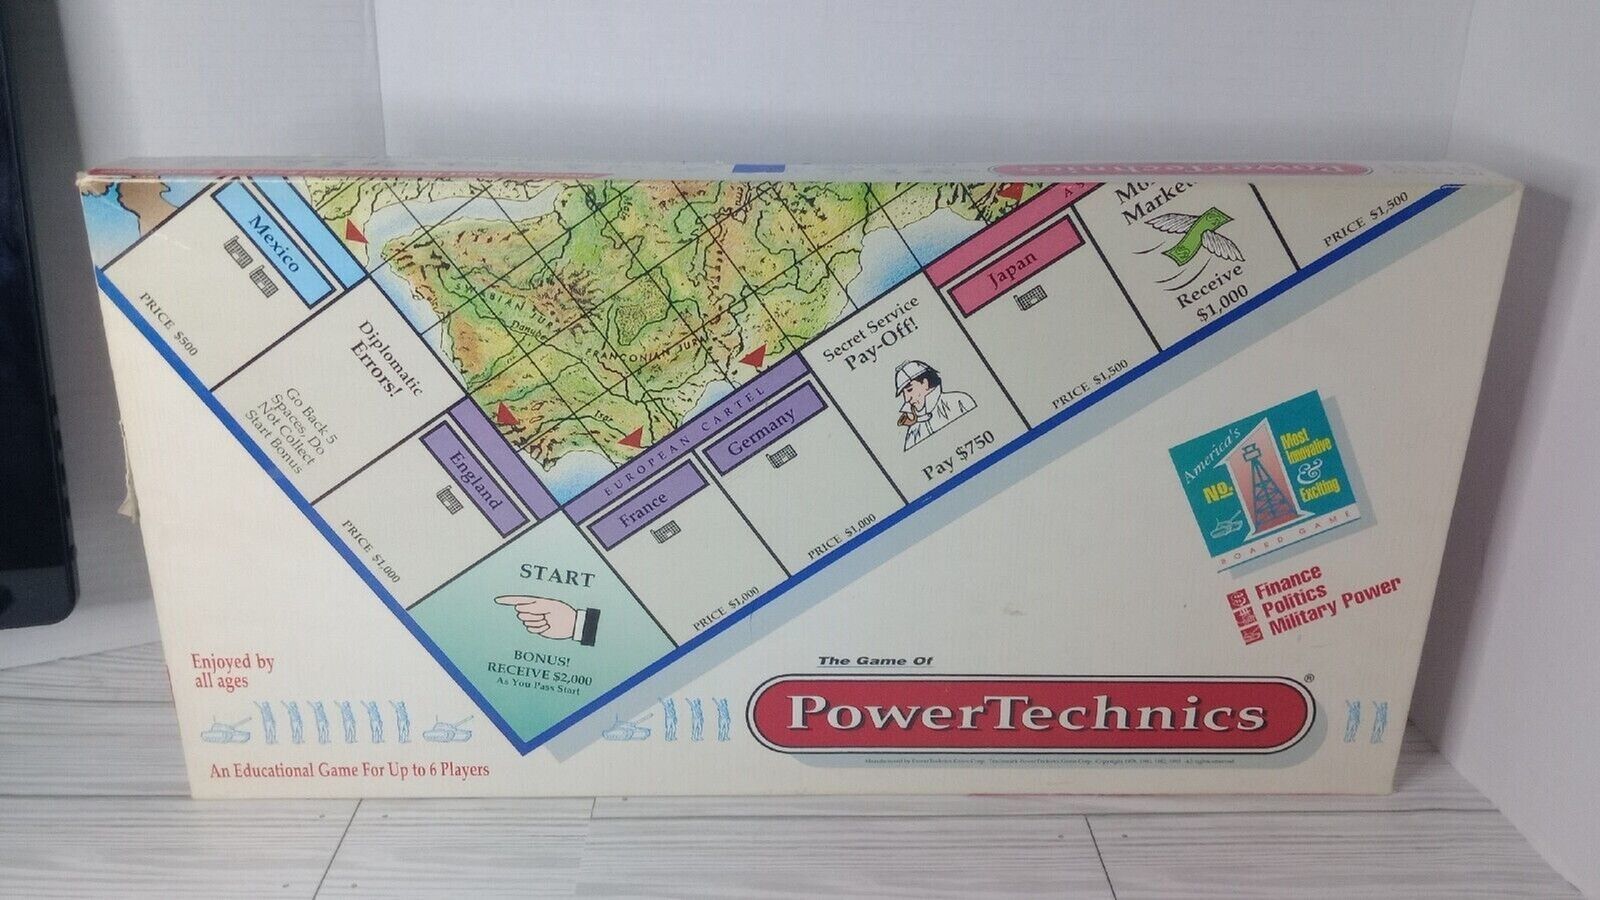 PowerTechnics
Mexico
PRICE $500
Diplomatic
Errors!
Go Back 5
Spaces, Do
Not Collect
Start Bonus
England
PRICE $1,000
START
BONUS!
RECEIVE $2,000
As You Pass Start
EUROPEAN CARTEL
France
PRICE $1,000
Germany
PRICE $1,000
Secret Service
Pay-Off!
Pay $750
Japan
PRICE $1,500
Market
Receive
$1,000
PRICE $1,500
Danube
FRANCONIAN JURA
Isar
America's
No. 1
Most
Innovative
&
Exciting
BOARD GAME
Finance
Politics
Military Power
Enjoyed by
all ages
An Educational Game For Up to 6 Players
The Game Of
PowerTechnics®